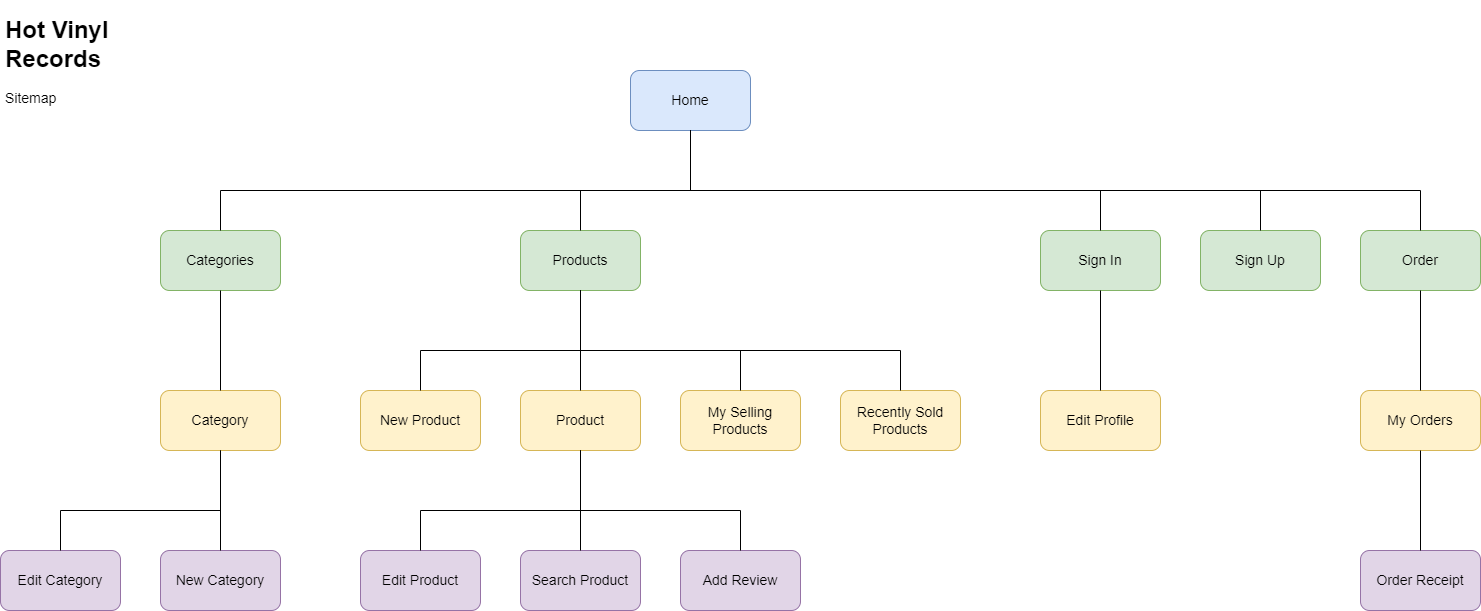 Hot Vinyl
Records
Sitemap
Home
Categories
Products
Sign In
Sign Up
Order
Category
New Product
Product
My Selling
Products
Recently Sold
Products
Edit Profile
My Orders
Edit Category
New Category
Edit Product
Search Product
Add Review
Order Receipt